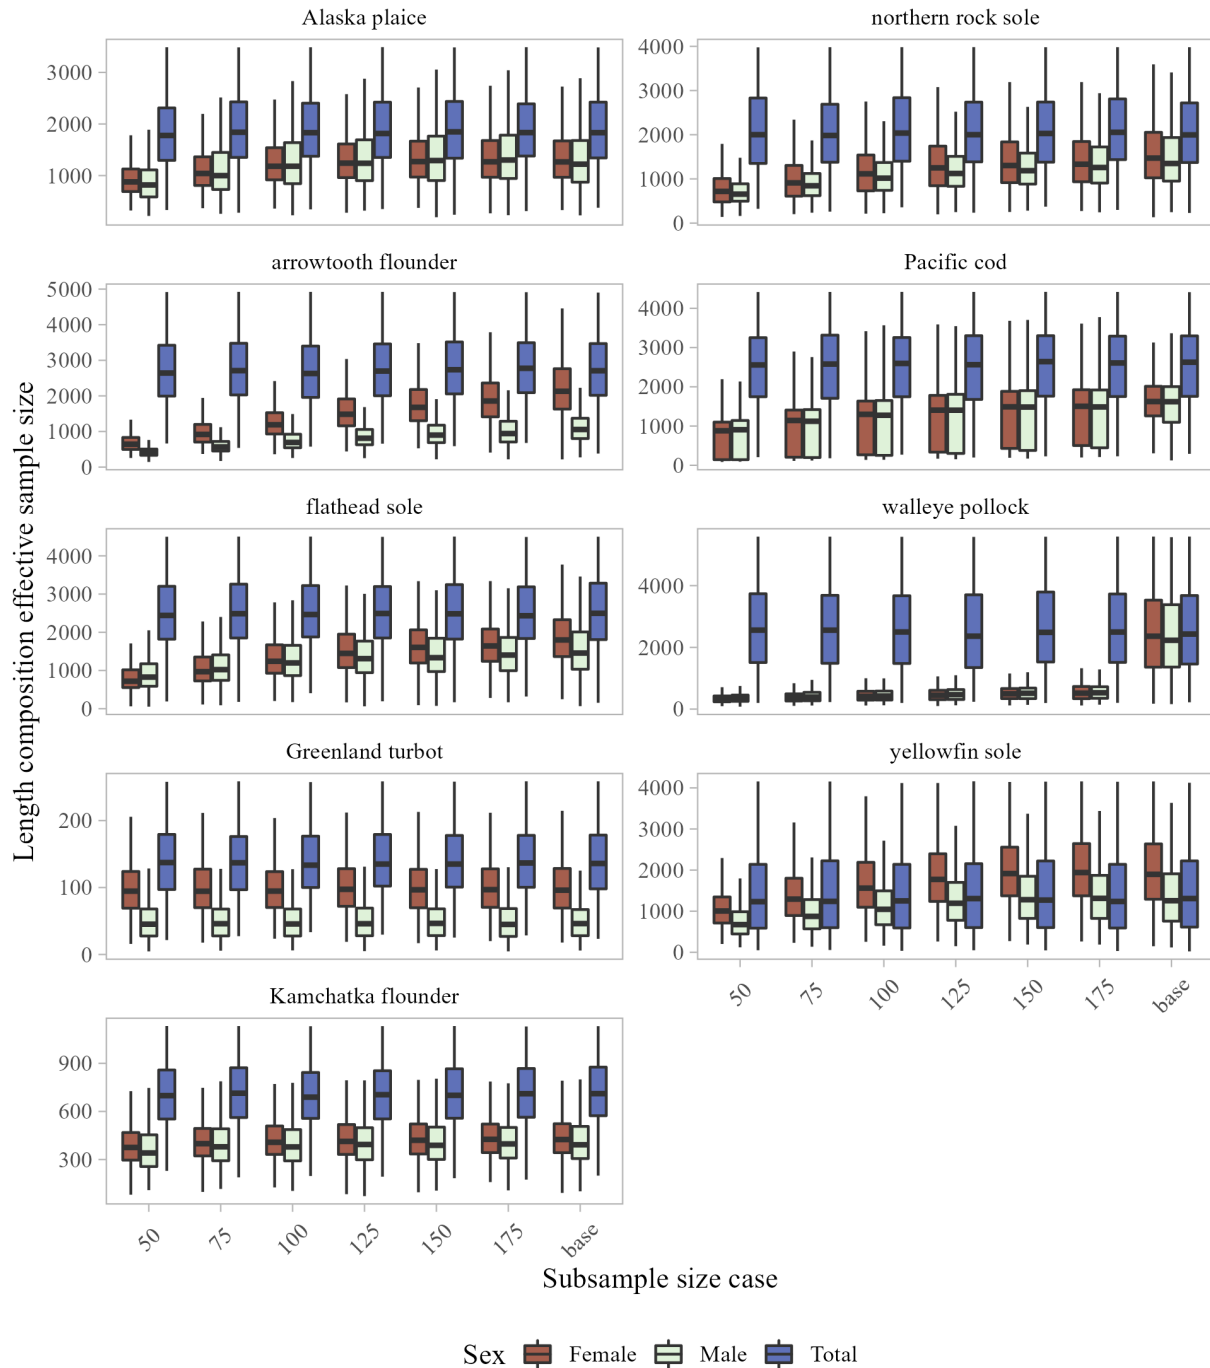 Alaska plaice
northern rock sole
3000
2000
1000
4000
3000
2000
1000
0
arrowtooth flounder
Pacific cod
5000
4000
3000
2000
1000
0
4000
3000
2000
1000
0
flathead sole
walleye pollock
4000
3000
2000
1000
0
4000
2000
0
Greenland turbot
yellowfin sole
200
100
0
4000
3000
2000
1000
0
50 75 100 125 150 175 base
Kamchatka flounder
900
600
300
50 75 100 125 150 175 base
Length composition effective sample size
Subsample size case
Sex Female Male Total